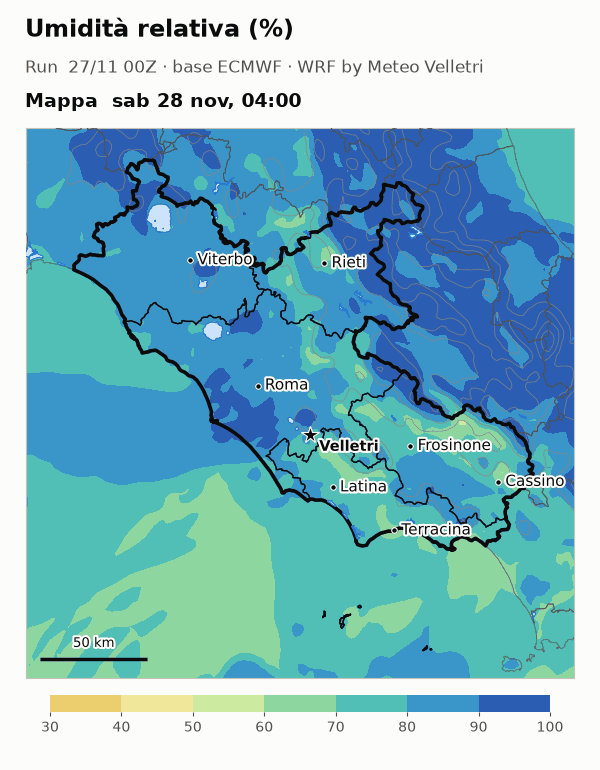 Umidità relativa (%)
Run  27/11 00Z · base ECMWF · WRF by Meteo Velletri
Mappa  sab 28 nov, 04:00
Viterbo
Rieti
Roma
Velletri
Frosinone
Cassino
Latina
Terracina
50 km
30 40 50 60 70 80 90 100